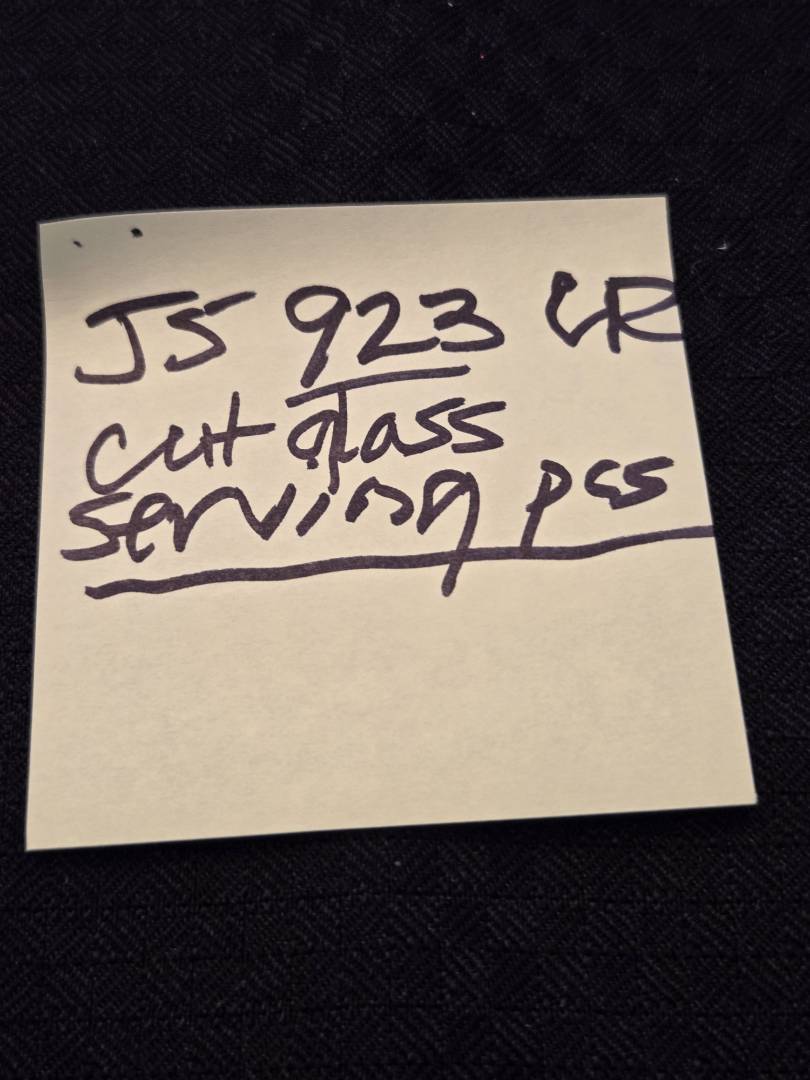 JS 923 CR
cut glass
serving pcs